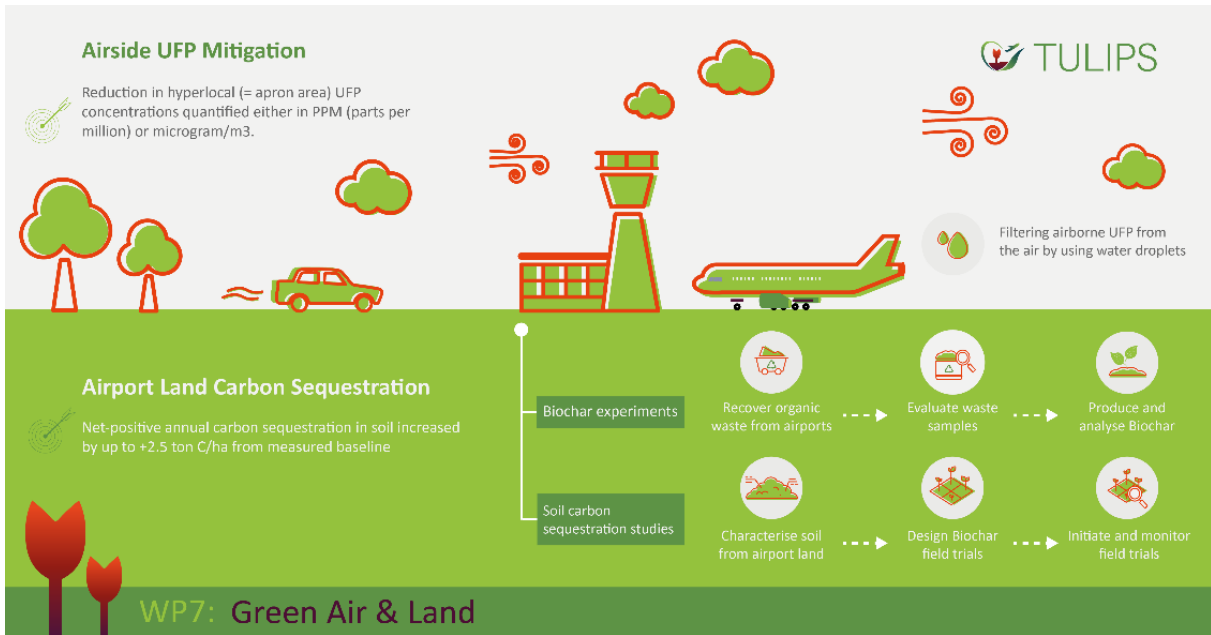 Airside UFP Mitigation
Reduction in hyperlocal (= apron area) UFP
concentrations quantified either in PPM (parts per
million) or microgram/m3.
TULIPS
Filtering airborne UFP from
the air by using water droplets
Airport Land Carbon Sequestration
Net-positive annual carbon sequestration in soil increased
by up to +2.5 ton C/ha from measured baseline
Biochar experiments
Recover organic
waste from airports
Evaluate waste
samples
Produce and
analyse Biochar
Soil carbon
sequestration studies
Characterise soil
from airport land
Design Biochar
field trials
Initiate and monitor
field trials
WP7: Green Air & Land